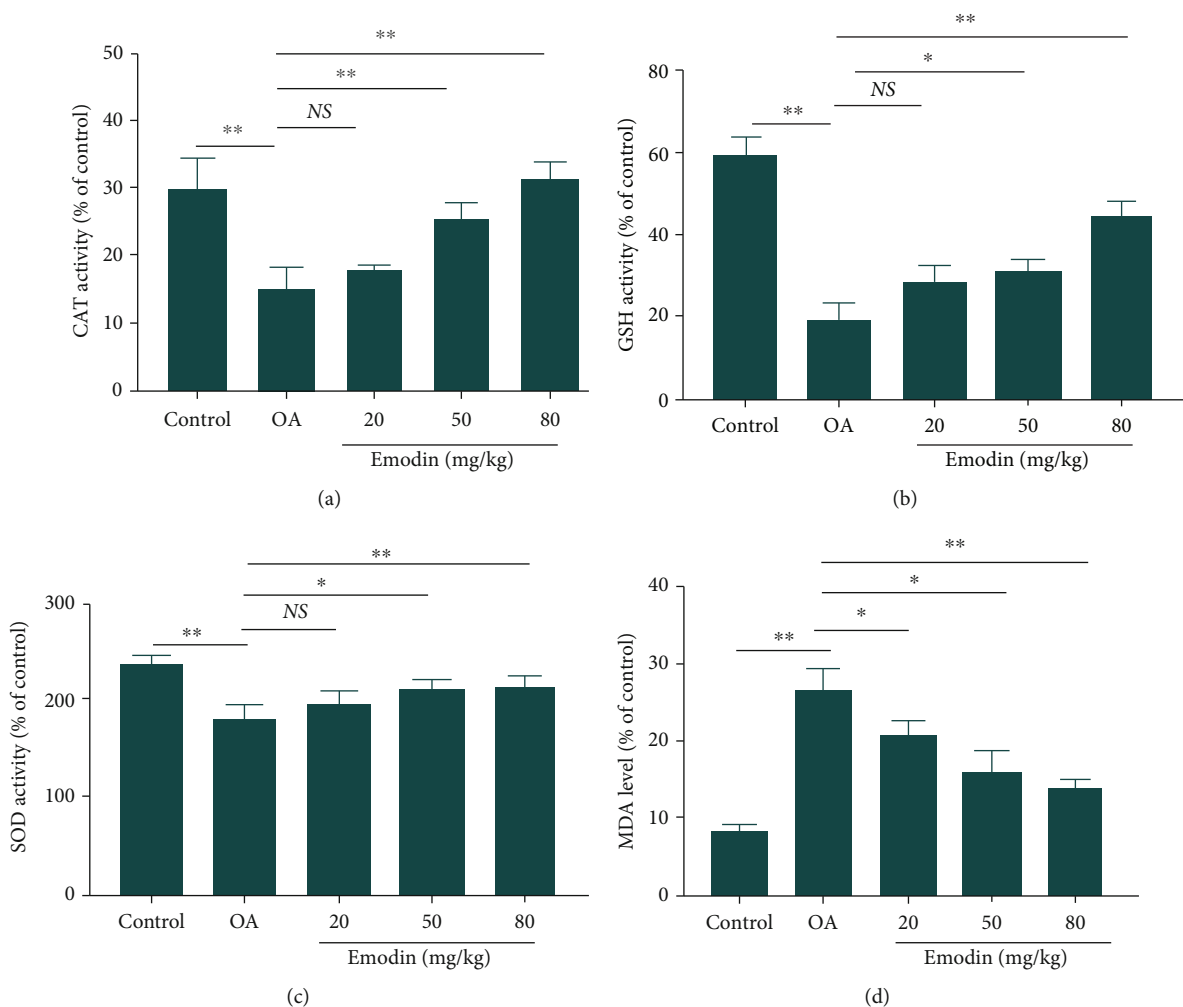 **
**
NS
**
50
40
30
20
10
0
CAT activity (% of control)
Control
OA
20
50
80
Emodin (mg/kg)
(a)
**
*
NS
**
80
60
40
20
0
GSH activity (% of control)
Control
OA
20
50
80
Emodin (mg/kg)
(b)
**
*
NS
**
300
200
100
0
SOD activity (% of control)
Control
OA
20
50
80
Emodin (mg/kg)
(c)
**
*
*
**
40
30
20
10
0
MDA level (% of control)
Control
OA
20
50
80
Emodin (mg/kg)
(d)